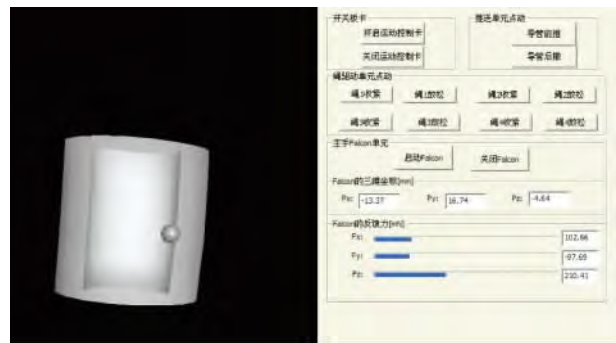 开关板卡
开启运动控制卡
关闭运动控制卡
推送单元点动
导管前推
导管后撤
绳驱动单元点动
绳1收紧 绳1放松 绳2收紧 绳2放松
绳3收紧 绳3放松 绳4收紧 绳4放松
主手Falcon单元
启动Falcon 关闭Falcon
Falcon的三维坐标[mm]
Px: -13.37 Py: 16.74 Pz: -4.64
Falcon的反馈力[mN]
Fx: 102.86
Fy: -97.69
Fz: 210.41